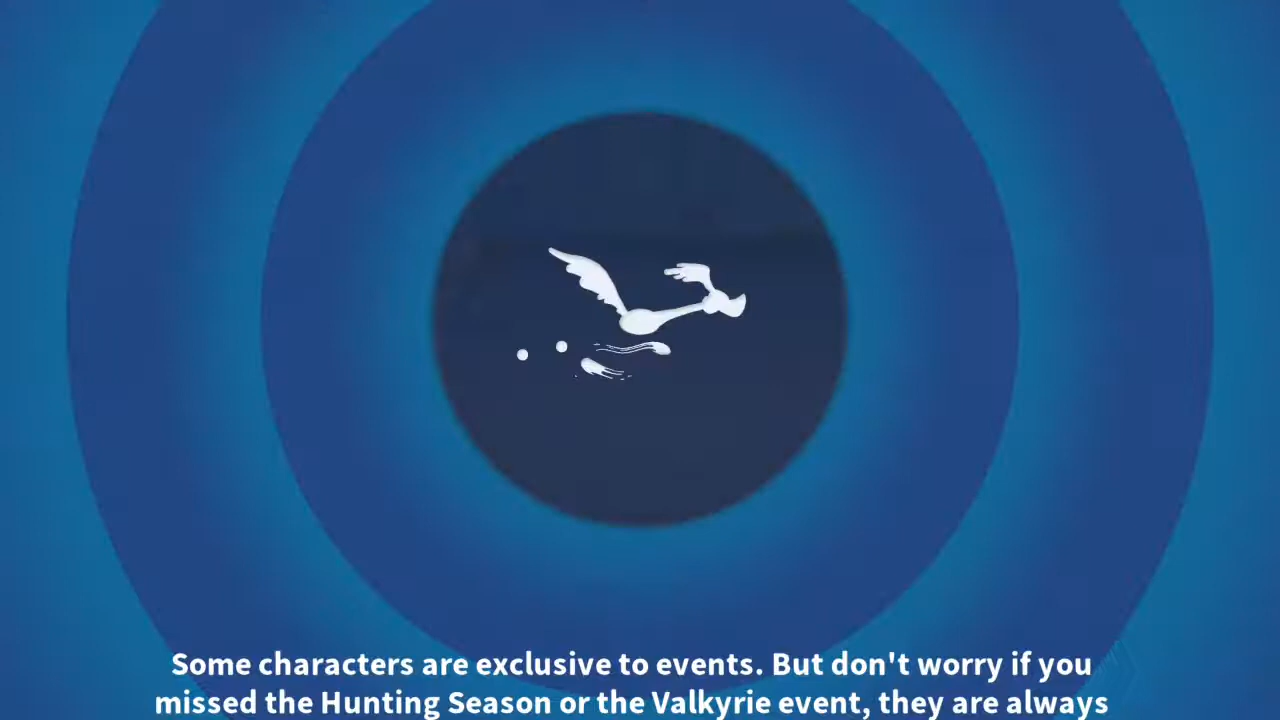 Some characters are exclusive to events. But don't worry if you
missed the Hunting Season or the Valkyrie event, they are always